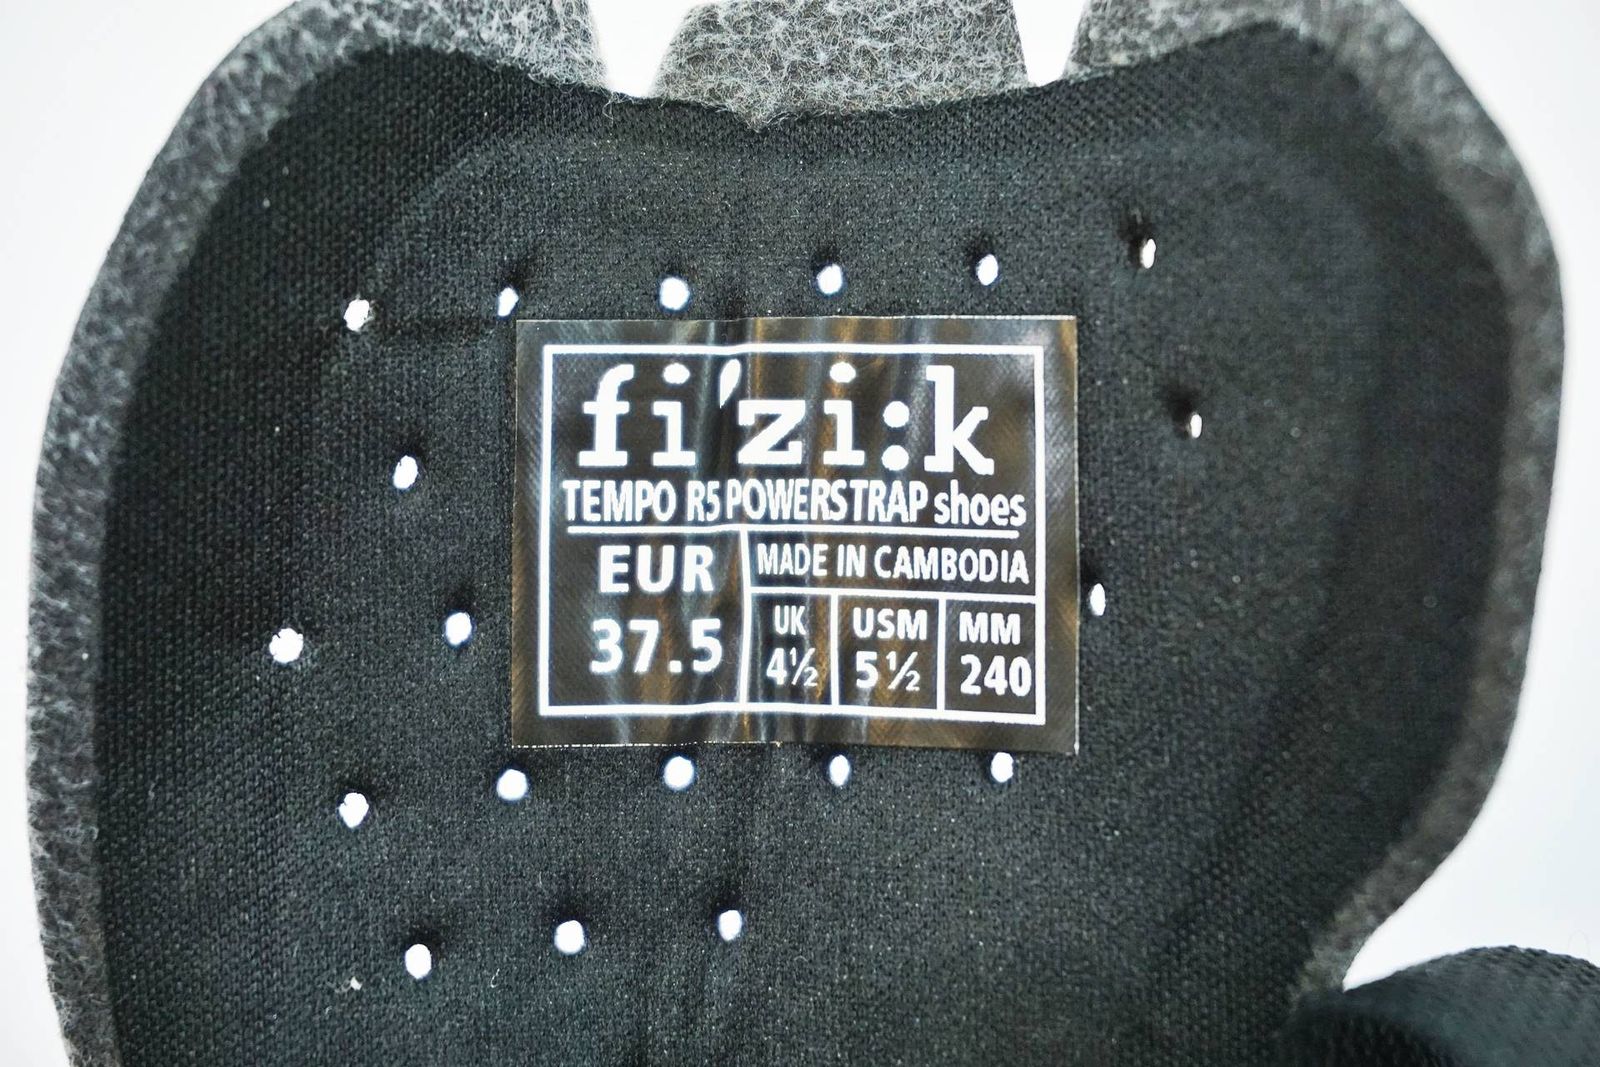 fi'zi:k
TEMPO R5 POWERSTRAP shoes
EUR
37.5
MADE IN CAMBODIA
UK
4½
USM
5½
MM
240